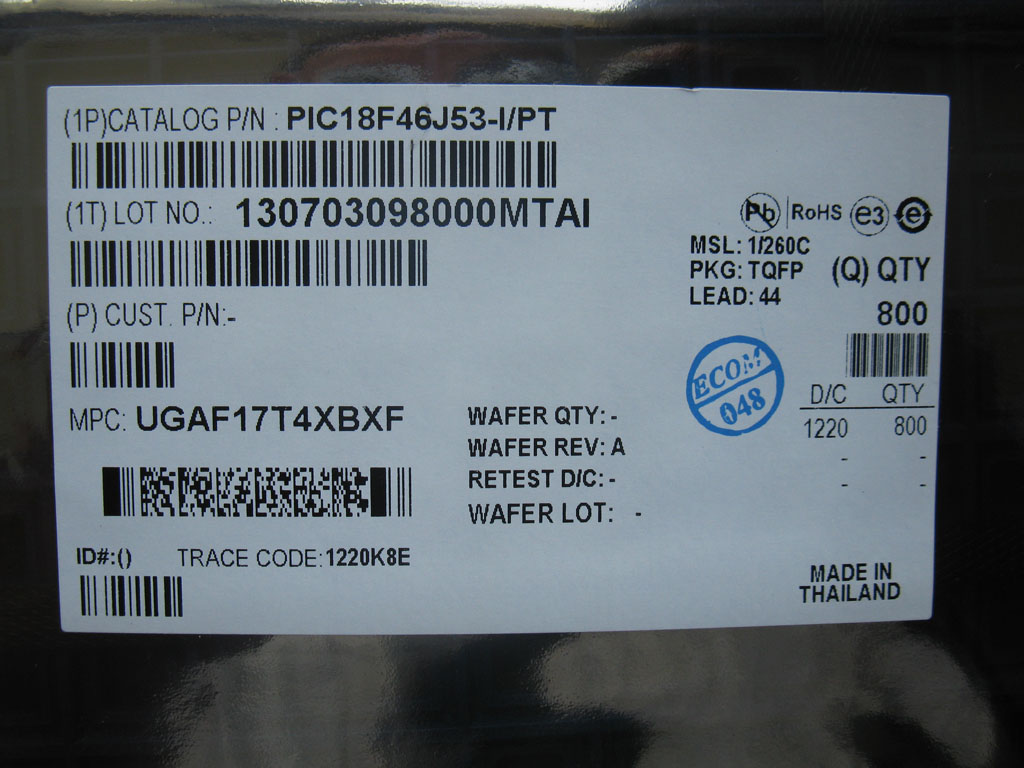 (1P)CATALOG P/N : PIC18F46J53-I/PT
(1T) LOT NO.: 130703098000MTAI
Pb RoHS e3 e
MSL: 1/260C
PKG: TQFP
LEAD: 44
(Q) QTY
800
(P) CUST. P/N:-
ECOM
048
D/C QTY
1220 800
- -
- -
MPC: UGAF17T4XBXF
WAFER QTY: -
WAFER REV: A
RETEST D/C: -
WAFER LOT: -
ID#:() TRACE CODE: 1220K8E
MADE IN
THAILAND